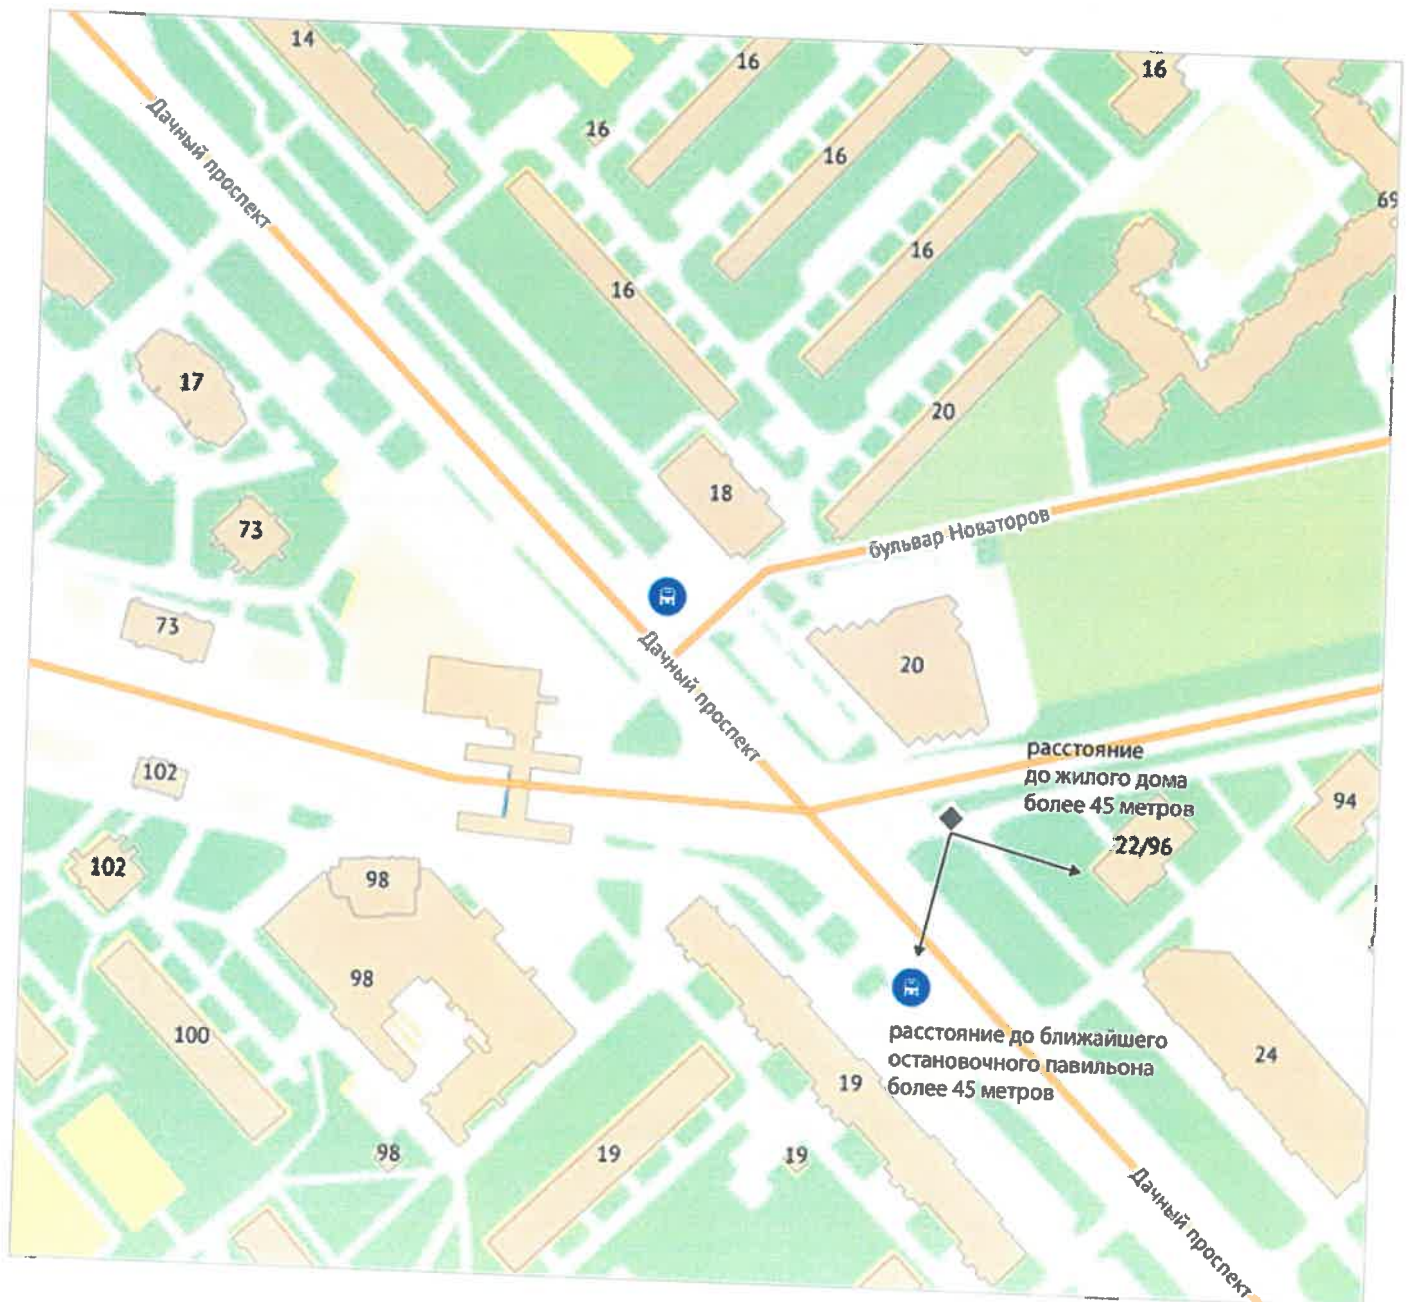 14
16
16
16
Дачный проспект
16
16
69
16
16
17
20
18
73
бульвар Новаторов
73
Дачный проспект
20
расстояние
до жилого дома
более 45 метров
102
94
22/96
102
98
98
100
расстояние до ближайшего
остановочного павильона
более 45 метров
24
19
98
19
19
Дачный проспект